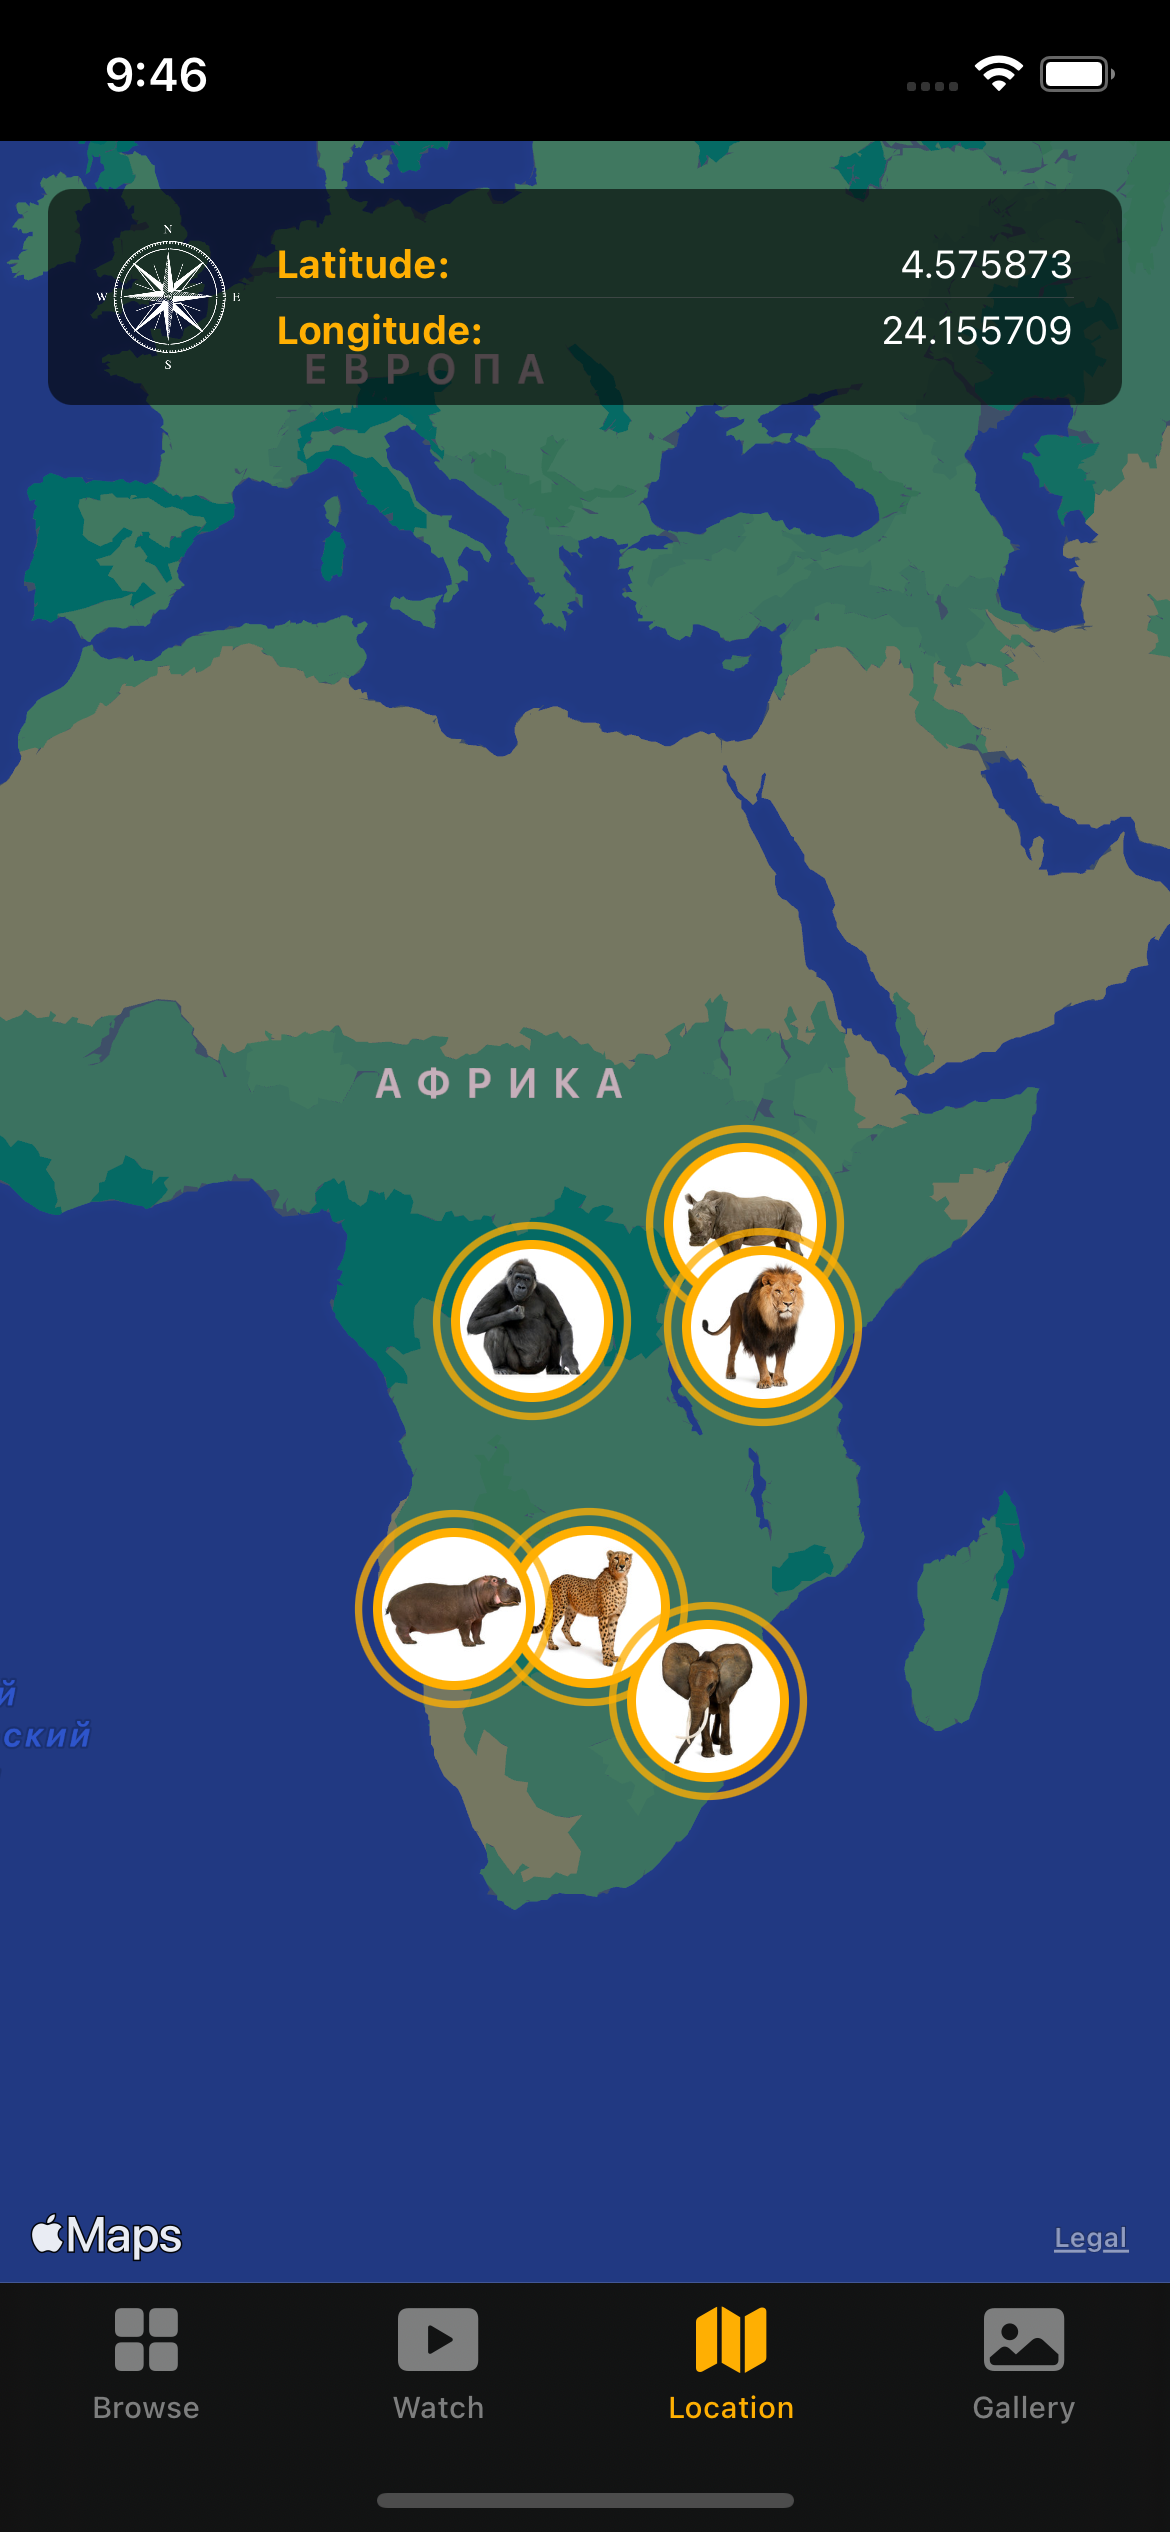 9:46
N
W
E
S
Latitude:
4.575873
Longitude:
24.155709
ЕВРОПА
АФРИКА
й
ский
Maps
Legal
Browse
Watch
Location
Gallery